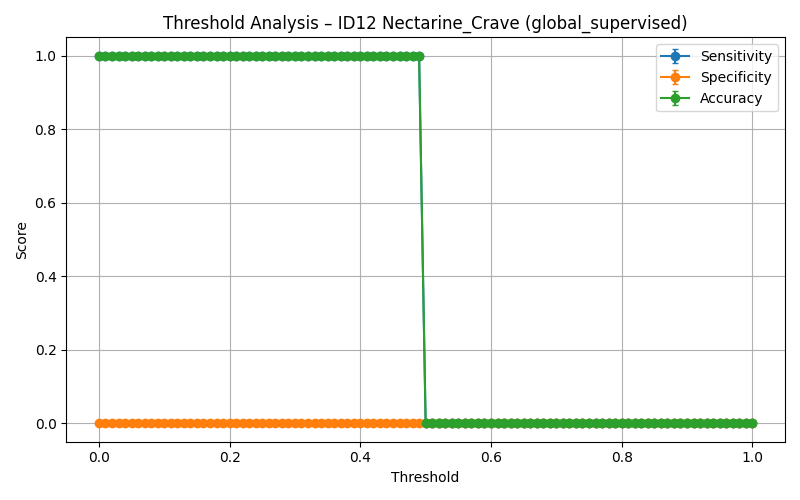 Threshold Analysis – ID12 Nectarine_Crave (global_supervised)
Sensitivity
Specificity
Accuracy
1.0
0.8
0.6
0.4
0.2
0.0
Score
0.0 0.2 0.4 0.6 0.8 1.0
Threshold